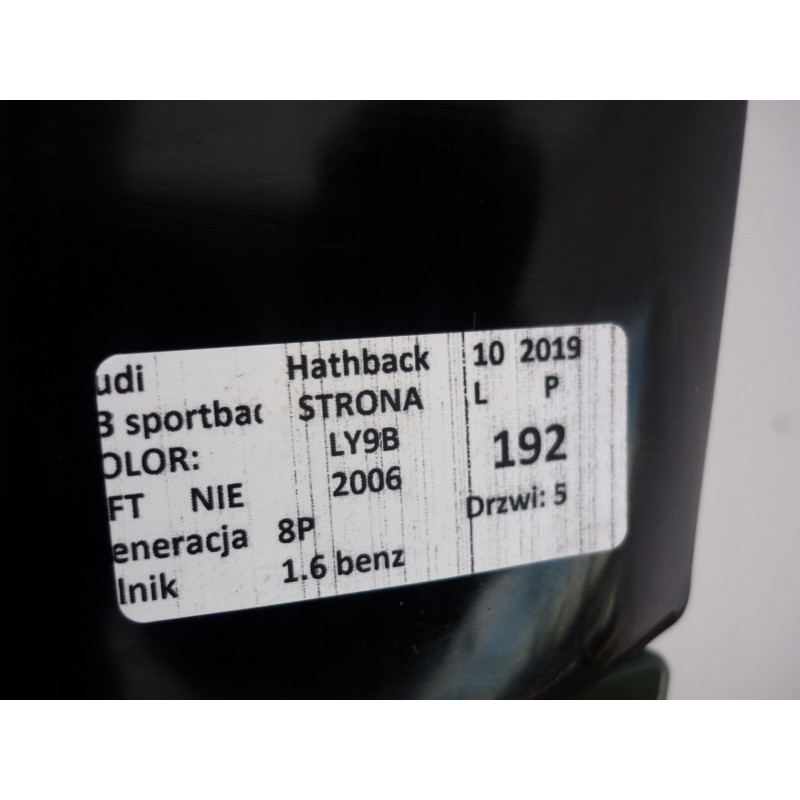 udi Hathback 10 2019
3 sportbac STRONA L P
OLOR: LY9B 192
FT NIE 2006
eneracja 8P Drzwi: 5
lnik 1.6 benz